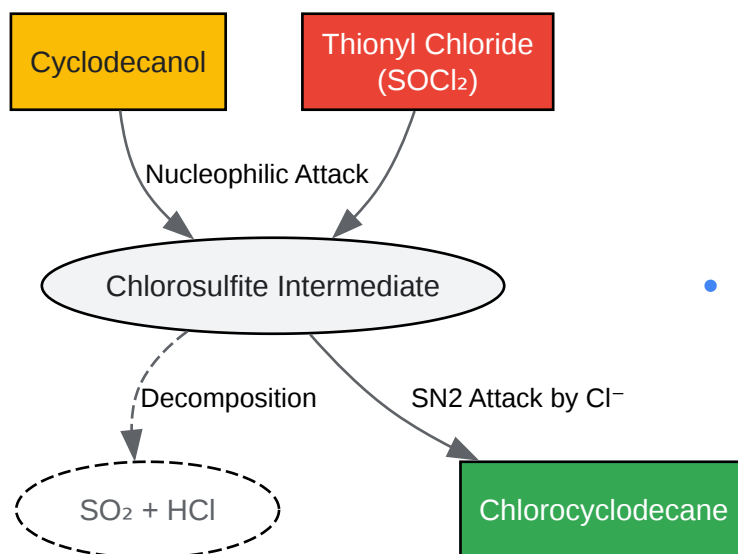 Cyclodecanol
Thionyl Chloride
(SOCl₂)
Nucleophilic Attack
Chlorosulfite Intermediate
Decomposition
SN2 Attack by Cl⁻
SO₂ + HCl
Chlorocyclodecane